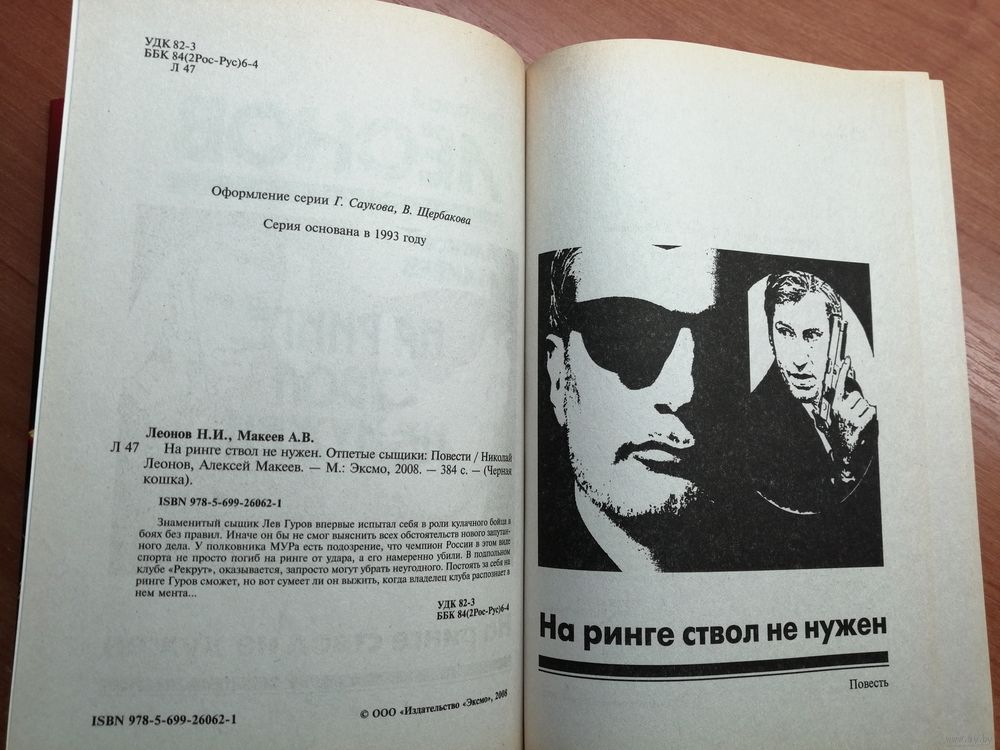 УДК 82-3
ББК 84(2Рос-Рус)6-4
Л 47
Оформление серии Г. Саукова, В. Щербакова
Серия основана в 1993 году
Леонов Н.И., Макеев А.В.
Л 47 На ринге ствол не нужен. Отпетые сыщики: Повести / Николай
Леонов, Алексей Макеев. — М.: Эксмо, 2008. — 384 с. — (Черная
кошка).
ISBN 978-5-699-26062-1
Знаменитый сыщик Лев Гуров впервые испытал себя в роли кулачного бойца в
боях без правил. Иначе он бы не смог выяснить всех обстоятельств нового запутан-
ного дела. У полковника МУРа есть подозрение, что чемпион России в этом виде
спорта не просто погиб на ринге от удара, а его намеренно убили. В подпольном
клубе «Рекрут», оказывается, запросто могут убрать неугодного. Постоять за себя на
ринге Гуров сможет, но вот сумеет ли он выжить, когда владелец клуба распознает в
нем мента...
УДК 82-3
ББК 84(2Рос-Рус)6-4
ISBN 978-5-699-26062-1
© ООО «Издательство «Эксмо», 2008
На ринге ствол не нужен
Повесть